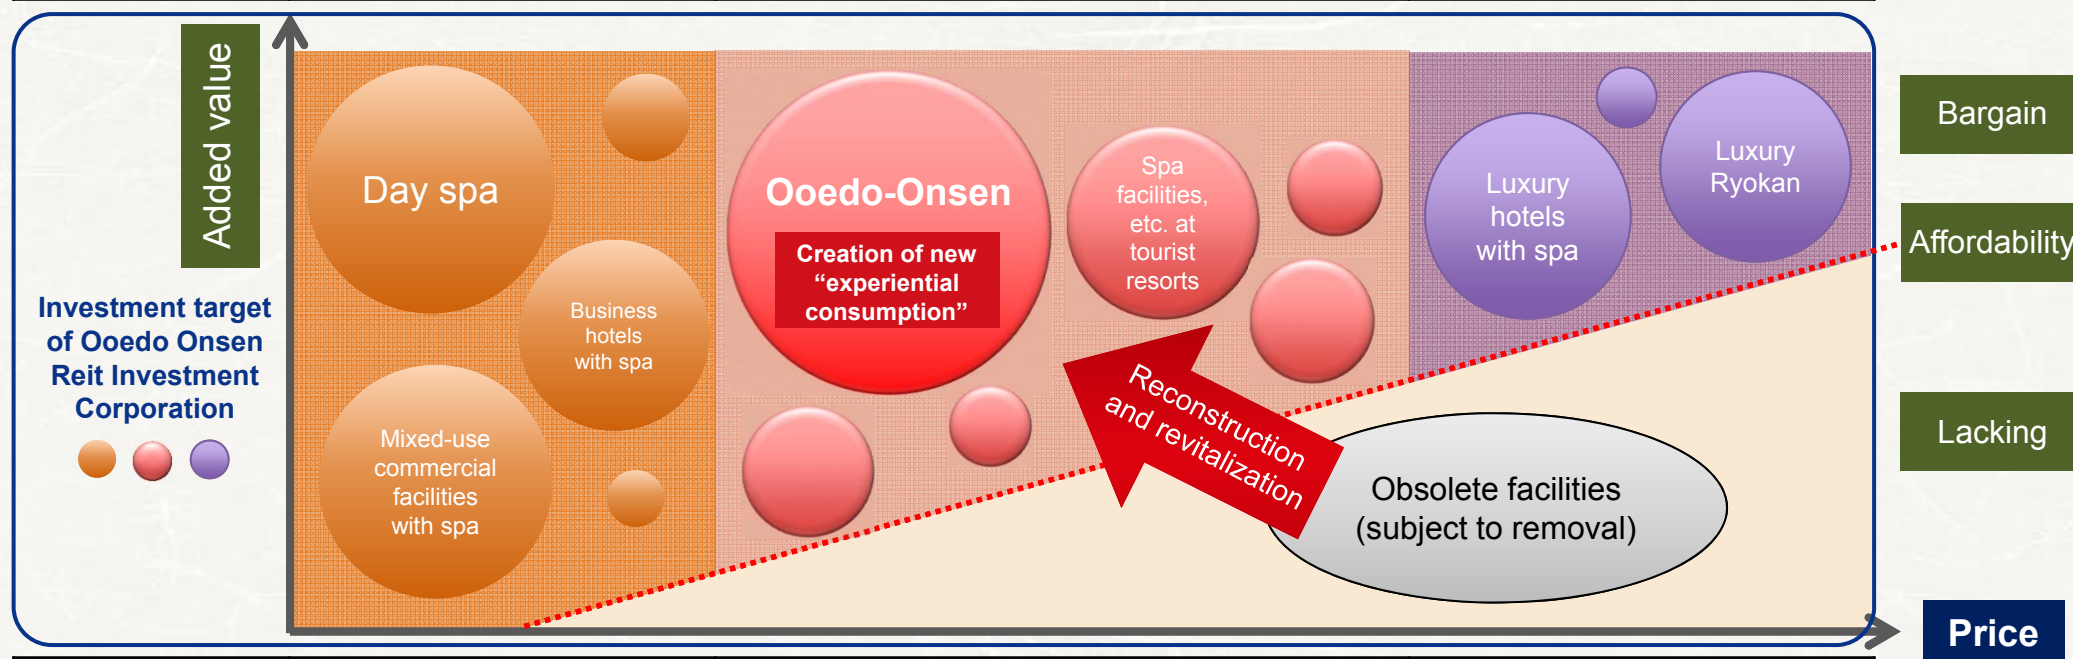 Added value
Investment target
of Ooedo Onsen
Reit Investment
Corporation
Day spa
Business
hotels
with spa
Mixed-use
commercial
facilities
with spa
Ooedo-Onsen
Creation of new
“experiential
consumption”
Spa
facilities,
etc. at
tourist
resorts
Luxury
hotels
with spa
Luxury
Ryokan
Reconstruction
and revitalization
Obsolete facilities
(subject to removal)
Bargain
Affordability
Lacking
Price